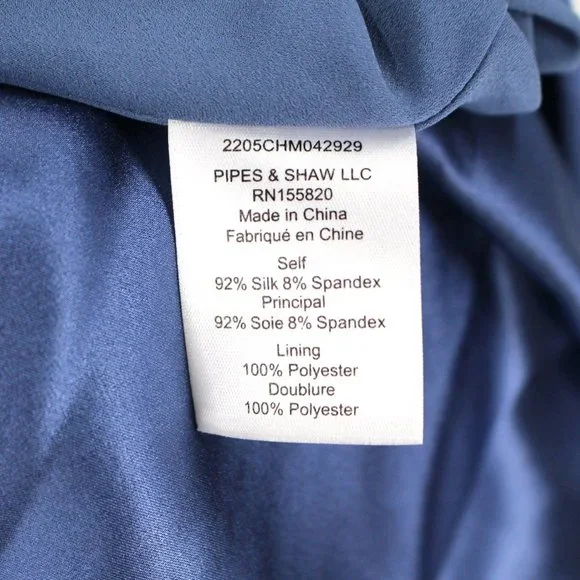 2205CHM042929
PIPES & SHAW LLC
RN155820
Made in China
Fabriqué en Chine
Self
92% Silk 8% Spandex
Principal
92% Soie 8% Spandex
Lining
100% Polyester
Doublure
100% Polyester